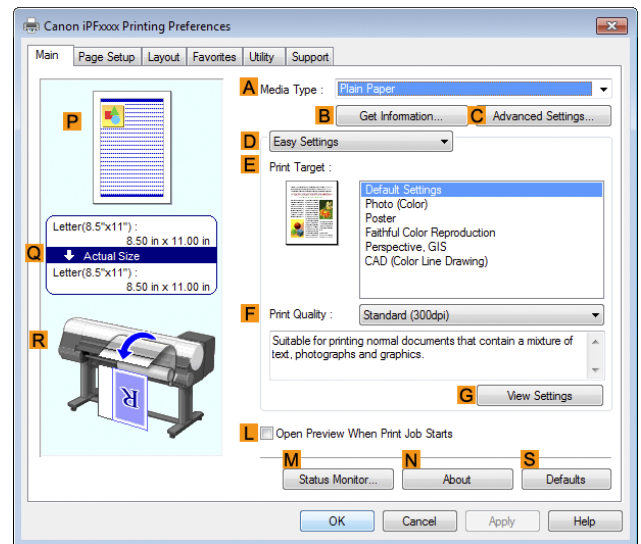 Canon iPFxxxx Printing Preferences
Main Page Setup Layout Favorites Utility Support
A Media Type : Plain Paper
B Get Information... C Advanced Settings...
D Easy Settings
E Print Target :
Default Settings
Photo (Color)
Poster
Faithful Color Reproduction
Perspective, GIS
CAD (Color Line Drawing)
P
Letter(8.5"x11") :
8.50 in x 11.00 in
Q Actual Size
Letter(8.5"x11") :
8.50 in x 11.00 in
R
R
F Print Quality : Standard (300dpi)
Suitable for printing normal documents that contain a mixture of
text, photographs and graphics.
G View Settings
L Open Preview When Print Job Starts
M Status Monitor... N About S Defaults
OK Cancel Apply Help